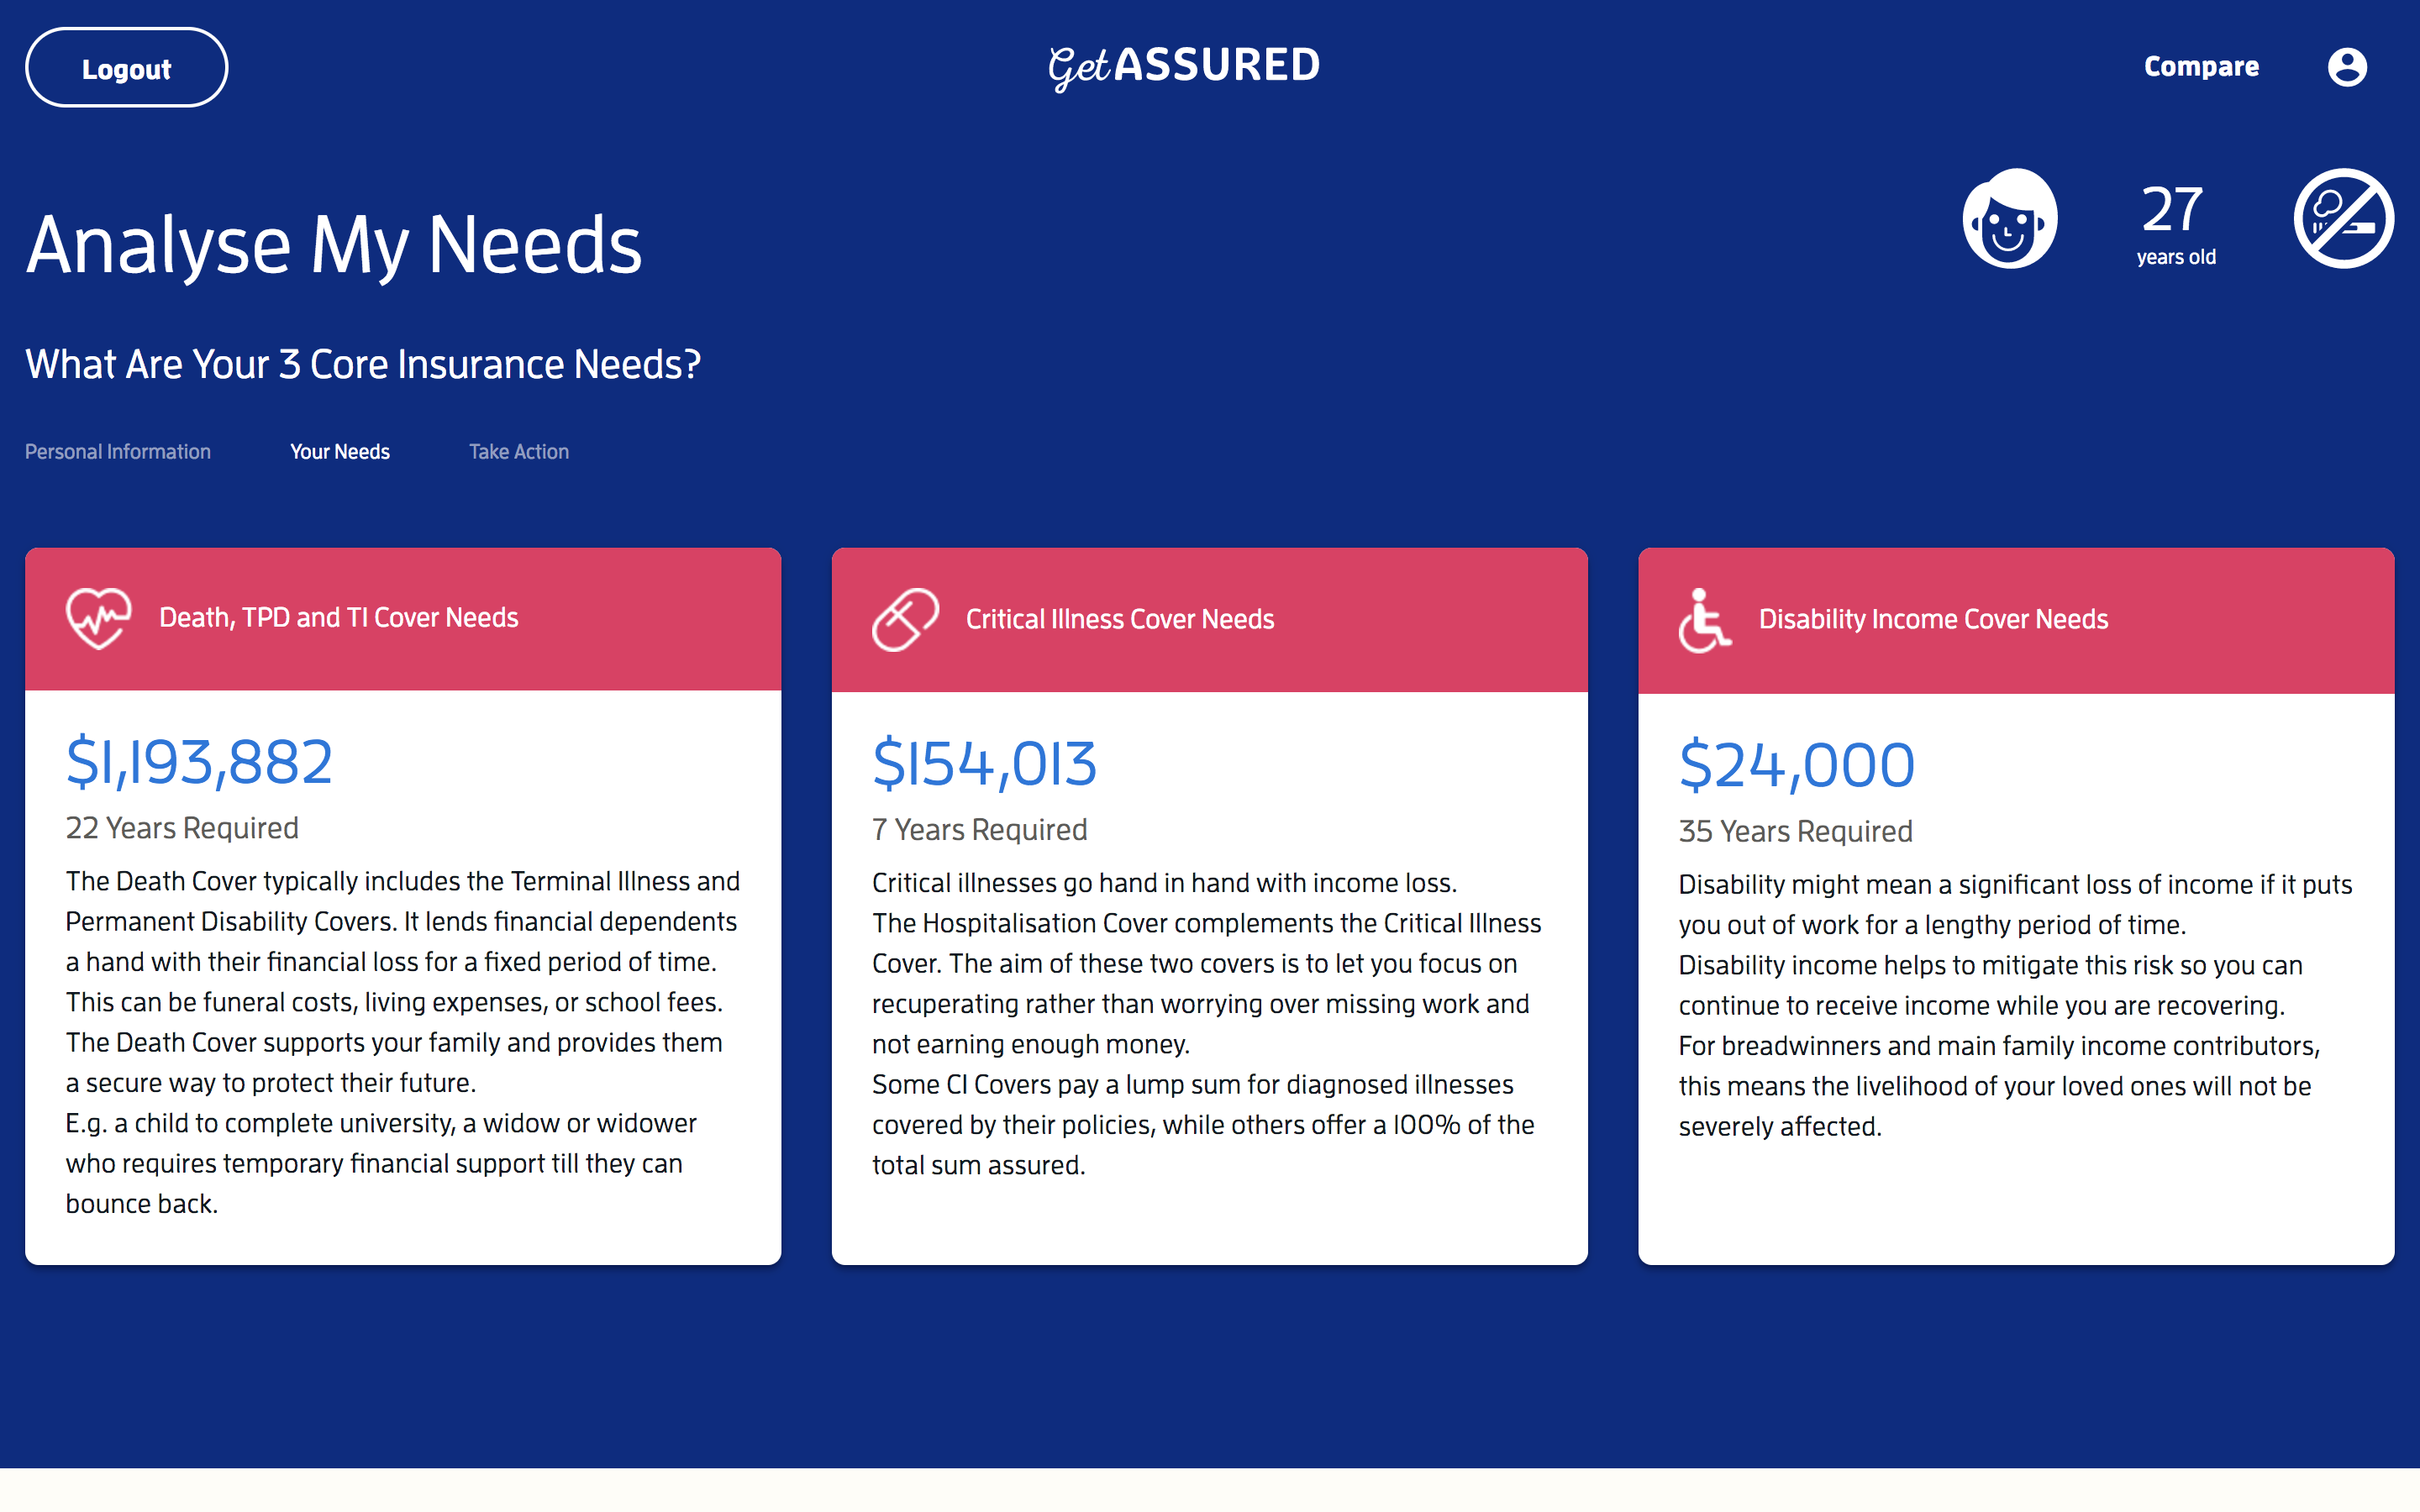 Logout
Get ASSURED
Compare
27
years old
Analyse My Needs
What Are Your 3 Core Insurance Needs?
Personal Information
Your Needs
Take Action
Death, TPD and TI Cover Needs
$1,193,882
22 Years Required
The Death Cover typically includes the Terminal Illness and
Permanent Disability Covers. It lends financial dependents
a hand with their financial loss for a fixed period of time.
This can be funeral costs, living expenses, or school fees.
The Death Cover supports your family and provides them
a secure way to protect their future.
E.g. a child to complete university, a widow or widower
who requires temporary financial support till they can
bounce back.
Critical Illness Cover Needs
$154,013
7 Years Required
Critical illnesses go hand in hand with income loss.
The Hospitalisation Cover complements the Critical Illness
Cover. The aim of these two covers is to let you focus on
recuperating rather than worrying over missing work and
not earning enough money.
Some CI Covers pay a lump sum for diagnosed illnesses
covered by their policies, while others offer a 100% of the
total sum assured.
Disability Income Cover Needs
$24,000
35 Years Required
Disability might mean a significant loss of income if it puts
you out of work for a lengthy period of time.
Disability income helps to mitigate this risk so you can
continue to receive income while you are recovering.
For breadwinners and main family income contributors,
this means the livelihood of your loved ones will not be
severely affected.